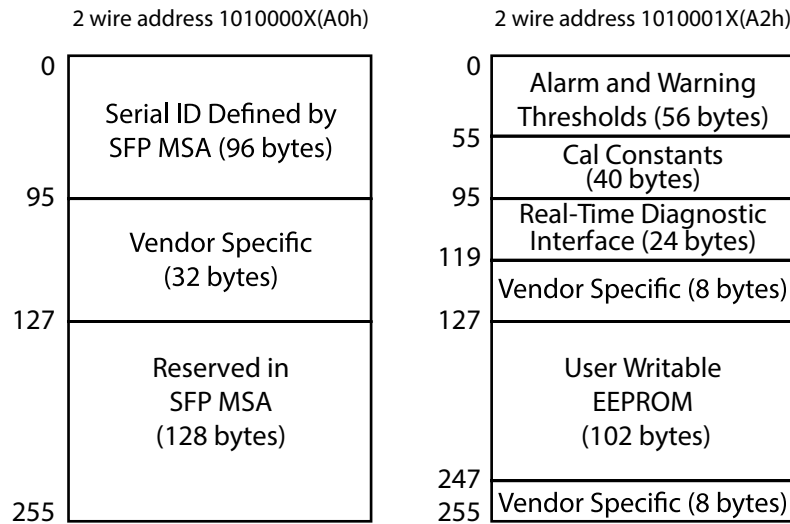 2 wire address 1010000X(A0h)
0
Serial ID Defined by
SFP MSA (96 bytes)
95
Vendor Specific
(32 bytes)
127
Reserved in
SFP MSA
(128 bytes)
255
2 wire address 1010001X(A2h)
0
Alarm and Warning
Thresholds (56 bytes)
55
Cal Constants
(40 bytes)
95
Real-Time Diagnostic
Interface (24 bytes)
119
Vendor Specific (8 bytes)
127
User Writable
EEPROM
(102 bytes)
247
Vendor Specific (8 bytes)
255